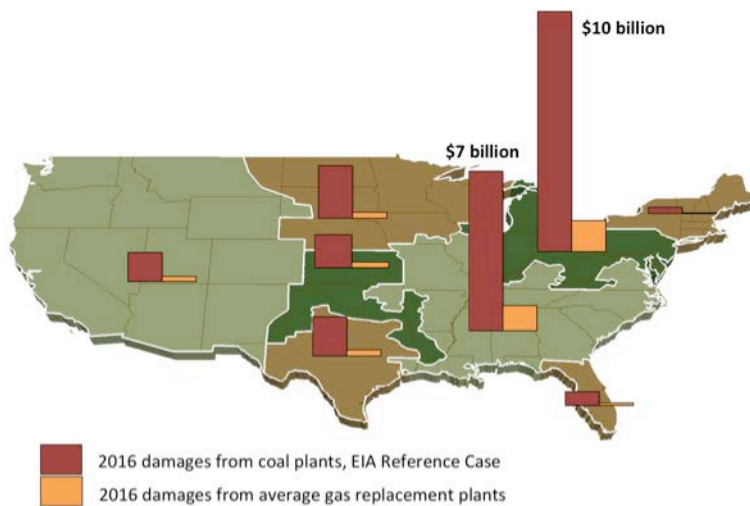 $10 billion
$7 billion
2016 damages from coal plants, EIA Reference Case
2016 damages from average gas replacement plants